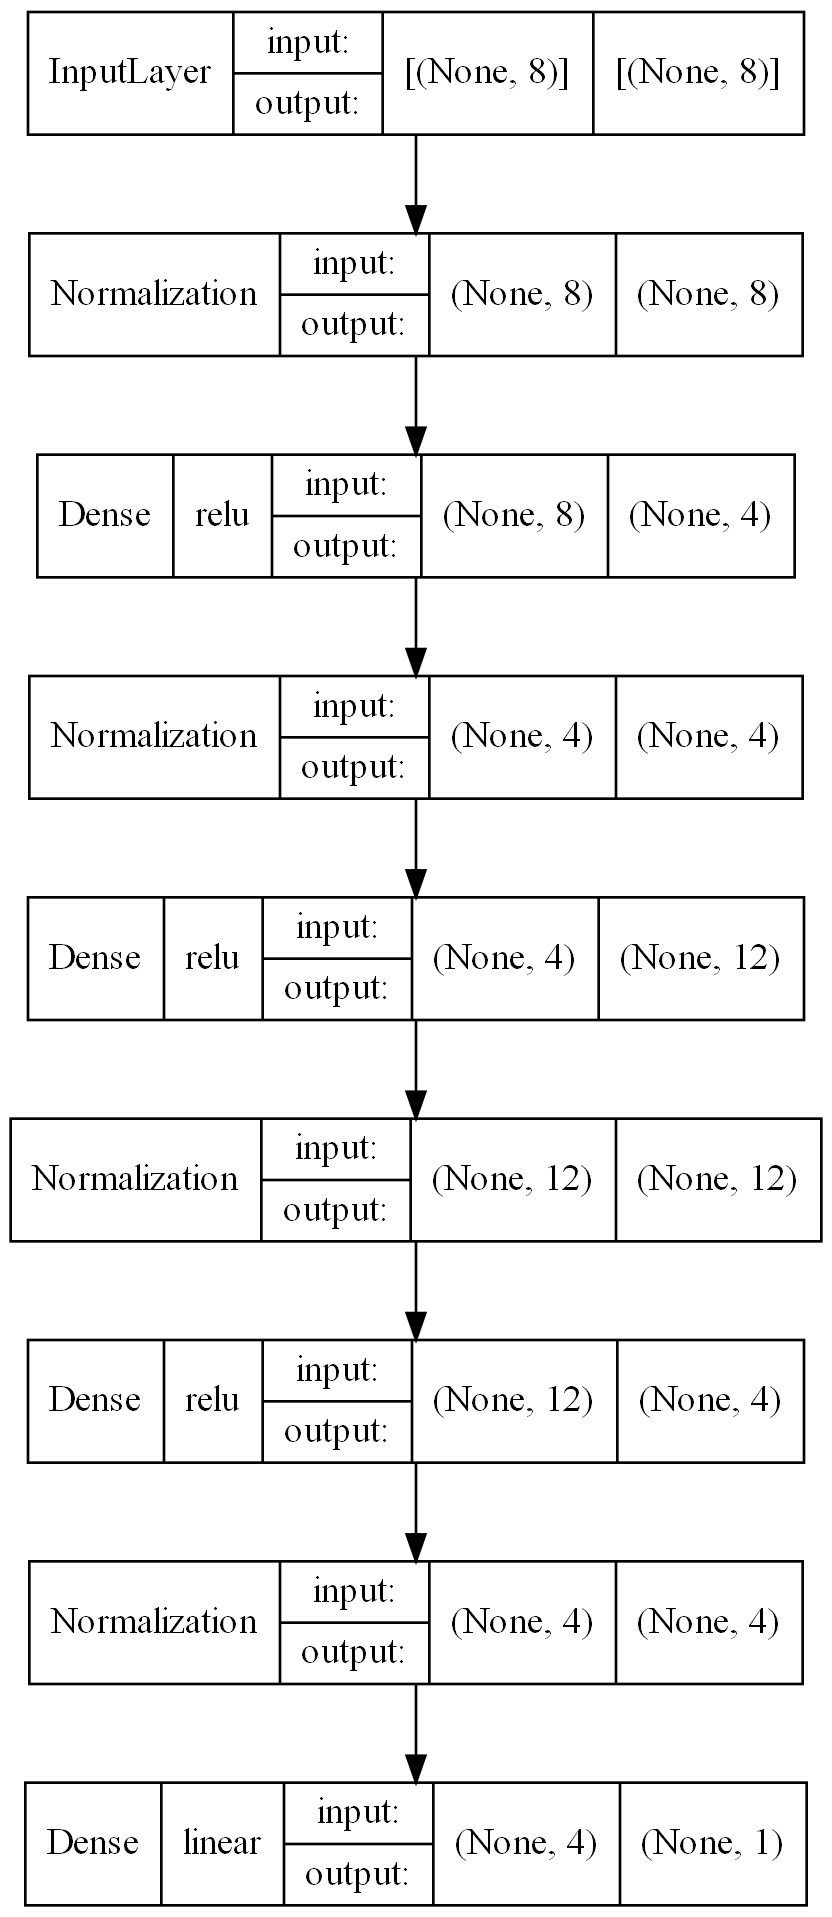 InputLayer
input:
output:
[(None, 8)]
[(None, 8)]
Normalization
input:
output:
(None, 8)
(None, 8)
Dense
relu
input:
output:
(None, 8)
(None, 4)
Normalization
input:
output:
(None, 4)
(None, 4)
Dense
relu
input:
output:
(None, 4)
(None, 12)
Normalization
input:
output:
(None, 12)
(None, 12)
Dense
relu
input:
output:
(None, 12)
(None, 4)
Normalization
input:
output:
(None, 4)
(None, 4)
Dense
linear
input:
output:
(None, 4)
(None, 1)